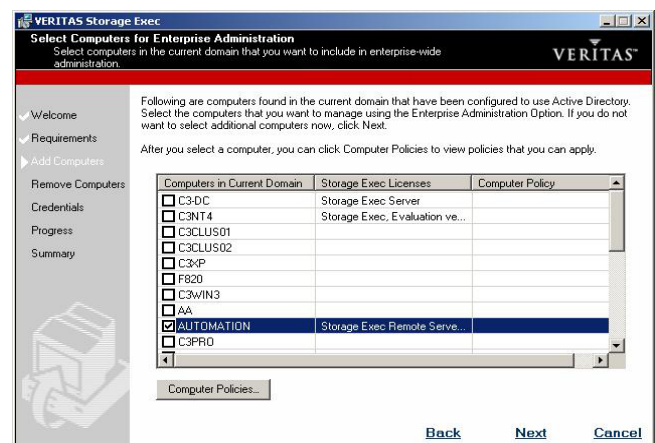 VERITAS Storage Exec
Select Computers for Enterprise Administration
Select computers in the current domain that you want to include in enterprise-wide
administration.
VERITAS
Welcome
Requirements
Add Computers
Remove Computers
Credentials
Progress
Summary
Following are computers found in the current domain that have been configured to use Active Directory.
Select the computers that you want to manage using the Enterprise Administration Option. If you do not
want to select additional computers now, click Next.
After you select a computer, you can click Computer Policies to view policies that you can apply.
Computers in Current Domain Storage Exec Licenses Computer Policy
C3-DC Storage Exec Server
C3NT4 Storage Exec, Evaluation ve...
C3CLUS01
C3CLUS02
C3XP
F820
C3WIN3
AA
AUTOMATION Storage Exec Remote Serve...
C3PRO
Computer Policies...
Back Next Cancel